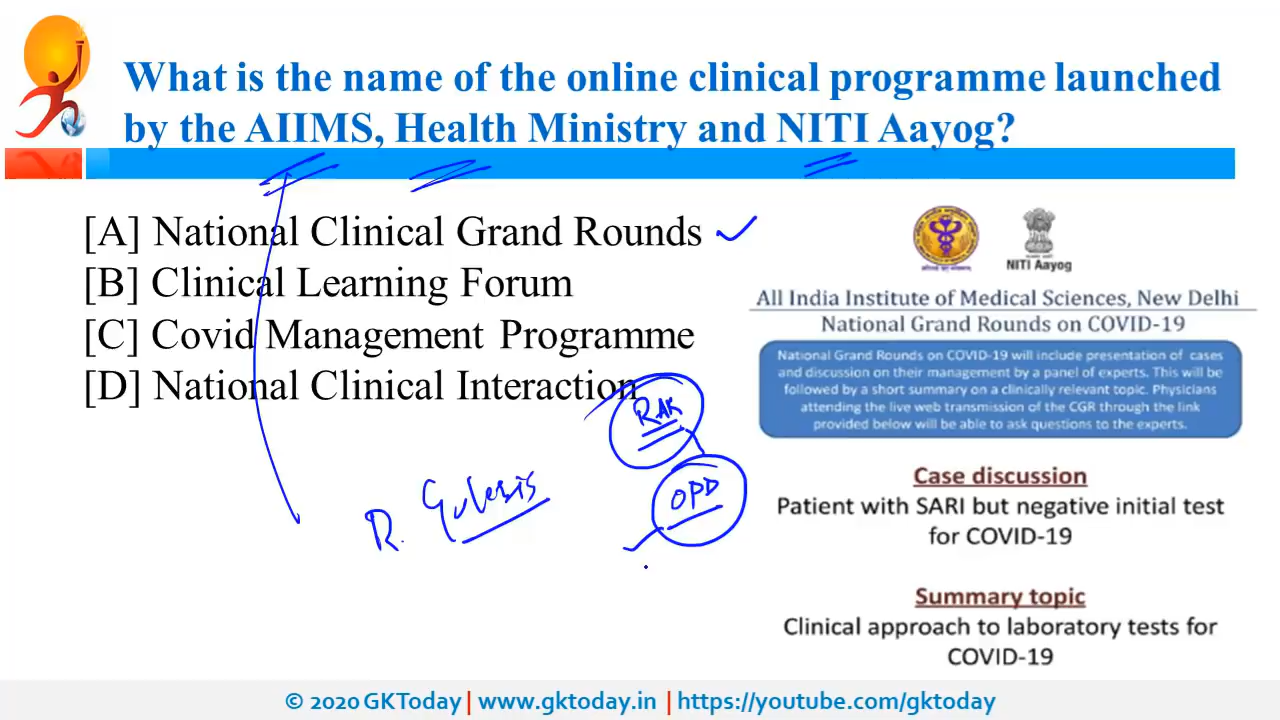 What is the name of the online clinical programme launched
by the AIIMS, Health Ministry and NITI Aayog?
[A] National Clinical Grand Rounds
[B] Clinical Learning Forum
[C] Covid Management Programme
[D] National Clinical Interaction
RAK
OPD
R.
NITI Aayog
All India Institute of Medical Sciences, New Delhi
National Grand Rounds on COVID-19
National Grand Rounds on COVID-19 will include presentation of cases
and discussion on their management by a panel of experts. This will be
followed by a short summary on a clinically relevant topic. Physicians
attending the live web transmission of the CGR through the link
provided below will be able to ask questions to the experts.
Case discussion
Patient with SARI but negative initial test
for COVID-19
Summary topic
Clinical approach to laboratory tests for
COVID-19
© 2020 GKToday | www.gktoday.in | https://youtube.com/gktoday